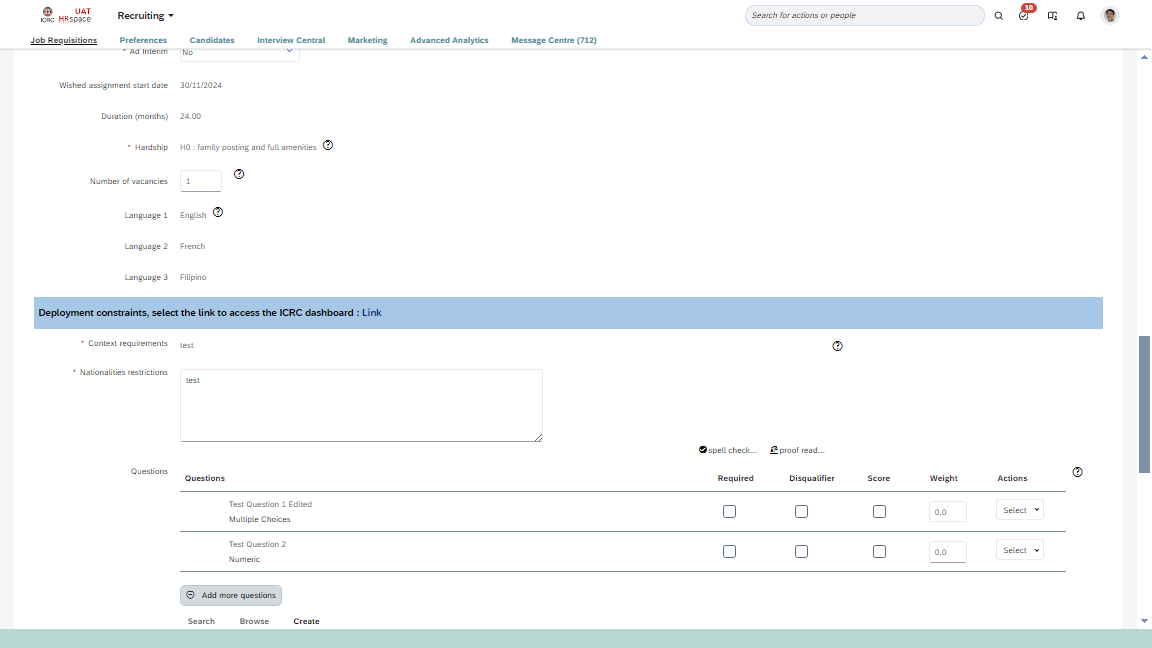 ICRC UAT HRspace
Recruiting
Search for actions or people
10
Job Requisitions Preferences Candidates Interview Central Marketing Advanced Analytics Message Centre (712)
* Ad Interim No
Wished assignment start date 30/11/2024
Duration (months) 24.00
* Hardship H0 : family posting and full amenities
Number of vacancies 1
Language 1 English
Language 2 French
Language 3 Filipino
Deployment constraints, select the link to access the ICRC dashboard : Link
* Context requirements test
* Nationalities restrictions test
spell check... proof read...
Questions
Questions Required Disqualifier Score Weight Actions
Test Question 1 Edited
Multiple Choices 0.0 Select
Test Question 2
Numeric 0.0 Select
Add more questions
Search Browse Create